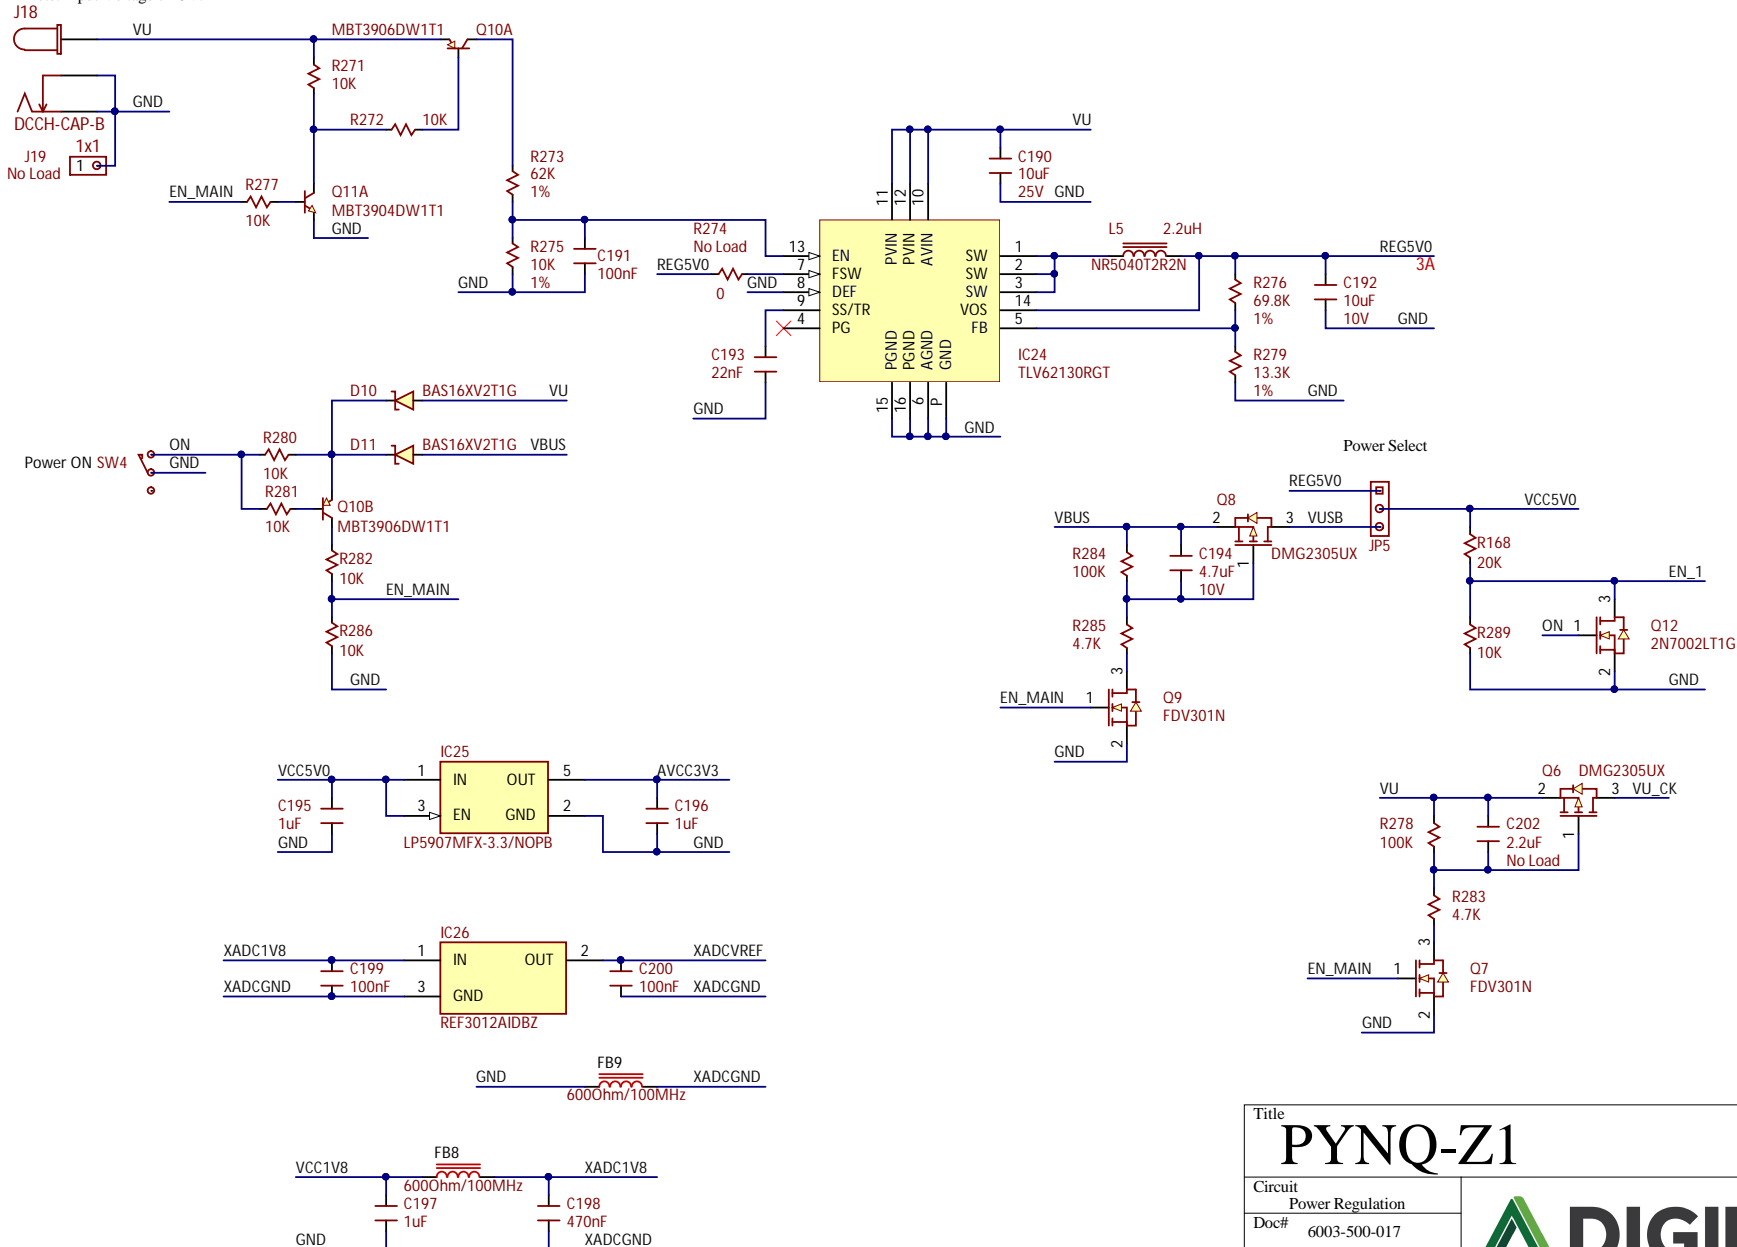 J18
VU
MBT3906DW1T1
Q10A
R271
10K
R272
10K
GND
DCCH-CAP-B
1x1
J19
1
No Load
EN_MAIN
R277
10K
Q11A
MBT3904DW1T1
GND
R273
62K
1%
R275
10K
1%
C191
100nF
GND
R274
No Load
REG5V0
0
GND
VU
C190
10uF
25V
GND
11
12
10
PVIN
PVIN
AVIN
13
EN
7
FSW
8
DEF
9
SS/TR
4
PG
SW
1
SW
2
SW
3
VOS
14
FB
5
PGND
PGND
AGND
GND
15
16
6
P
GND
IC24
TLV62130RGT
C193
22nF
GND
L5
2.2uH
NR5040T2R2N
REG5V0
3A
R276
69.8K
1%
C192
10uF
10V
GND
R279
13.3K
1%
GND
D10
BAS16XV2T1G
VU
D11
BAS16XV2T1G
VBUS
Power ON SW4
ON
GND
R280
10K
R281
10K
Q10B
MBT3906DW1T1
R282
10K
EN_MAIN
R286
10K
GND
Power Select
REG5V0
Q8
VBUS
2
3
VUSB
JP5
VCC5V0
DMG2305UX
1
R284
100K
C194
4.7uF
10V
R285
4.7K
3
EN_MAIN
1
Q9
FDV301N
2
GND
R168
20K
EN_1
3
R289
10K
ON
1
Q12
2N7002LT1G
2
GND
IC25
VCC5V0
1
IN
OUT
5
AVCC3V3
C195
1uF
3
EN
GND
2
C196
1uF
GND
LP5907MFX-3.3/NOPB
GND
Q6
DMG2305UX
VU
2
3
VU_CK
1
R278
100K
C202
2.2uF
No Load
R283
4.7K
3
EN_MAIN
1
Q7
FDV301N
2
GND
IC26
XADC1V8
1
IN
OUT
2
XADCVREF
C199
100nF
C200
100nF
XADCGND
3
GND
XADCGND
REF3012AIDBZ
FB9
GND
XADCGND
600Ohm/100MHz
FB8
VCC1V8
XADC1V8
600Ohm/100MHz
C197
1uF
C198
470nF
GND
XADCGND
Title
PYNQ-Z1
Circuit
Power Regulation
Doc#
6003-500-017